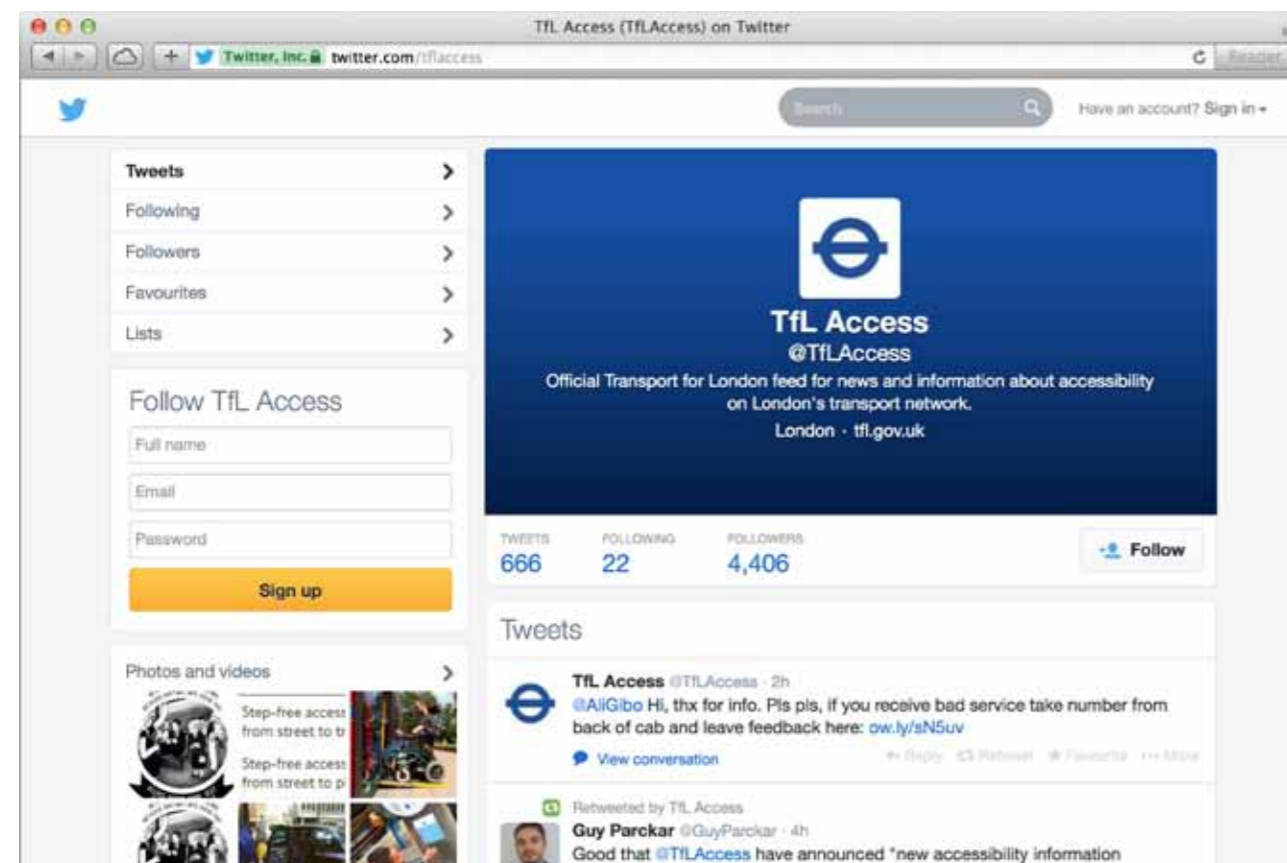 TfL Access (TfLAccess) on Twitter
Twitter, Inc. twitter.com/tflaccess
Reader
Search
Have an account? Sign in
Tweets
Following
Followers
Favourites
Lists
Follow TfL Access
Full name
Email
Password
Sign up
Photos and videos
Step-free access
from street to tr
Step-free access
from street to p
TfL Access
@TfLAccess
Official Transport for London feed for news and information about accessibility
on London's transport network.
London · tfl.gov.uk
TWEETS
666
FOLLOWING
22
FOLLOWERS
4,406
Follow
Tweets
TfL Access @TfLAccess · 2h
@AliGibo Hi, thx for info. Pls pls, if you receive bad service take number from
back of cab and leave feedback here: ow.ly/sN5uv
View conversation
Reply Retweet Favourite More
Retweeted by TfL Access
Guy Parckar @GuyParckar · 4h
Good that @TfLAccess have announced "new accessibility information